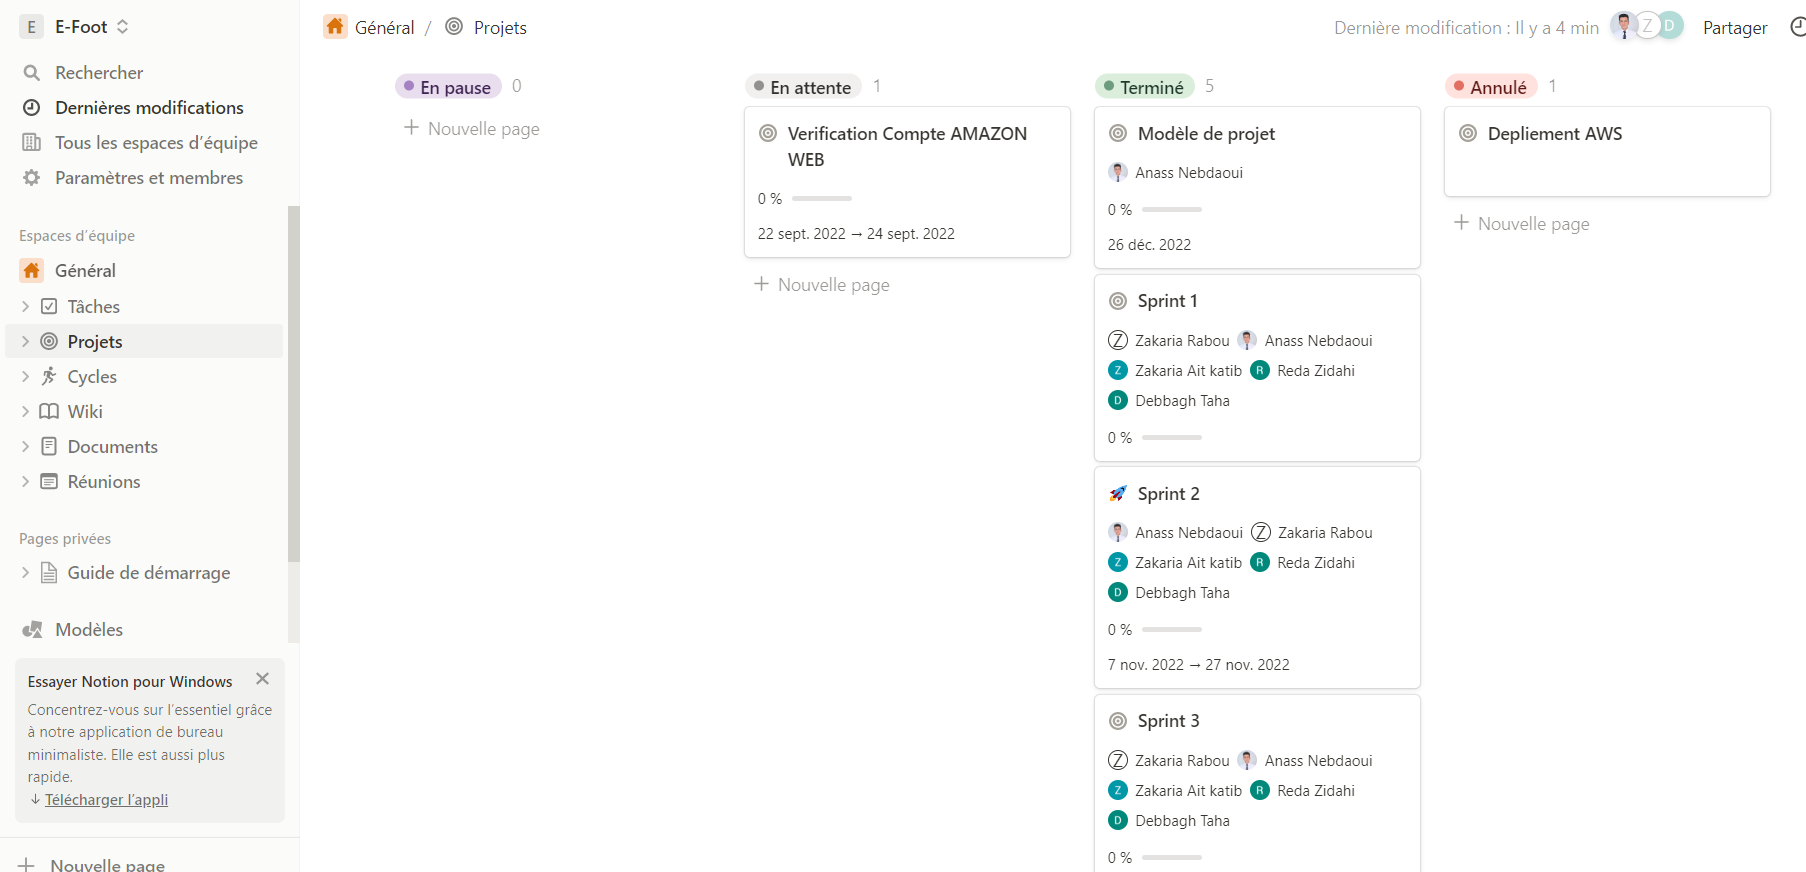 E
E-Foot
Rechercher
Dernières modifications
Tous les espaces d’équipe
Paramètres et membres
Espaces d’équipe
Général
Tâches
Projets
Cycles
Wiki
Documents
Réunions
Pages privées
Guide de démarrage
Modèles
Essayer Notion pour Windows
Concentrez-vous sur l’essentiel grâce
à notre application de bureau
minimaliste. Elle est aussi plus
rapide.
↓ Télécharger l’appli
+ Nouvelle page
Général / Projets
Dernière modification : Il y a 4 min
Z
D
Partager
En pause 0
+ Nouvelle page
En attente 1
Verification Compte AMAZON
WEB
0 %
22 sept. 2022 → 24 sept. 2022
+ Nouvelle page
Terminé 5
Modèle de projet
Anass Nebdaoui
0 %
26 déc. 2022
Sprint 1
Z Zakaria Rabou Anass Nebdaoui
Z Zakaria Ait katib R Reda Zidahi
D Debbagh Taha
0 %
Sprint 2
Anass Nebdaoui Z Zakaria Rabou
Z Zakaria Ait katib R Reda Zidahi
D Debbagh Taha
0 %
7 nov. 2022 → 27 nov. 2022
Sprint 3
Z Zakaria Rabou Anass Nebdaoui
Z Zakaria Ait katib R Reda Zidahi
D Debbagh Taha
0 %
Annulé 1
Depliement AWS
+ Nouvelle page